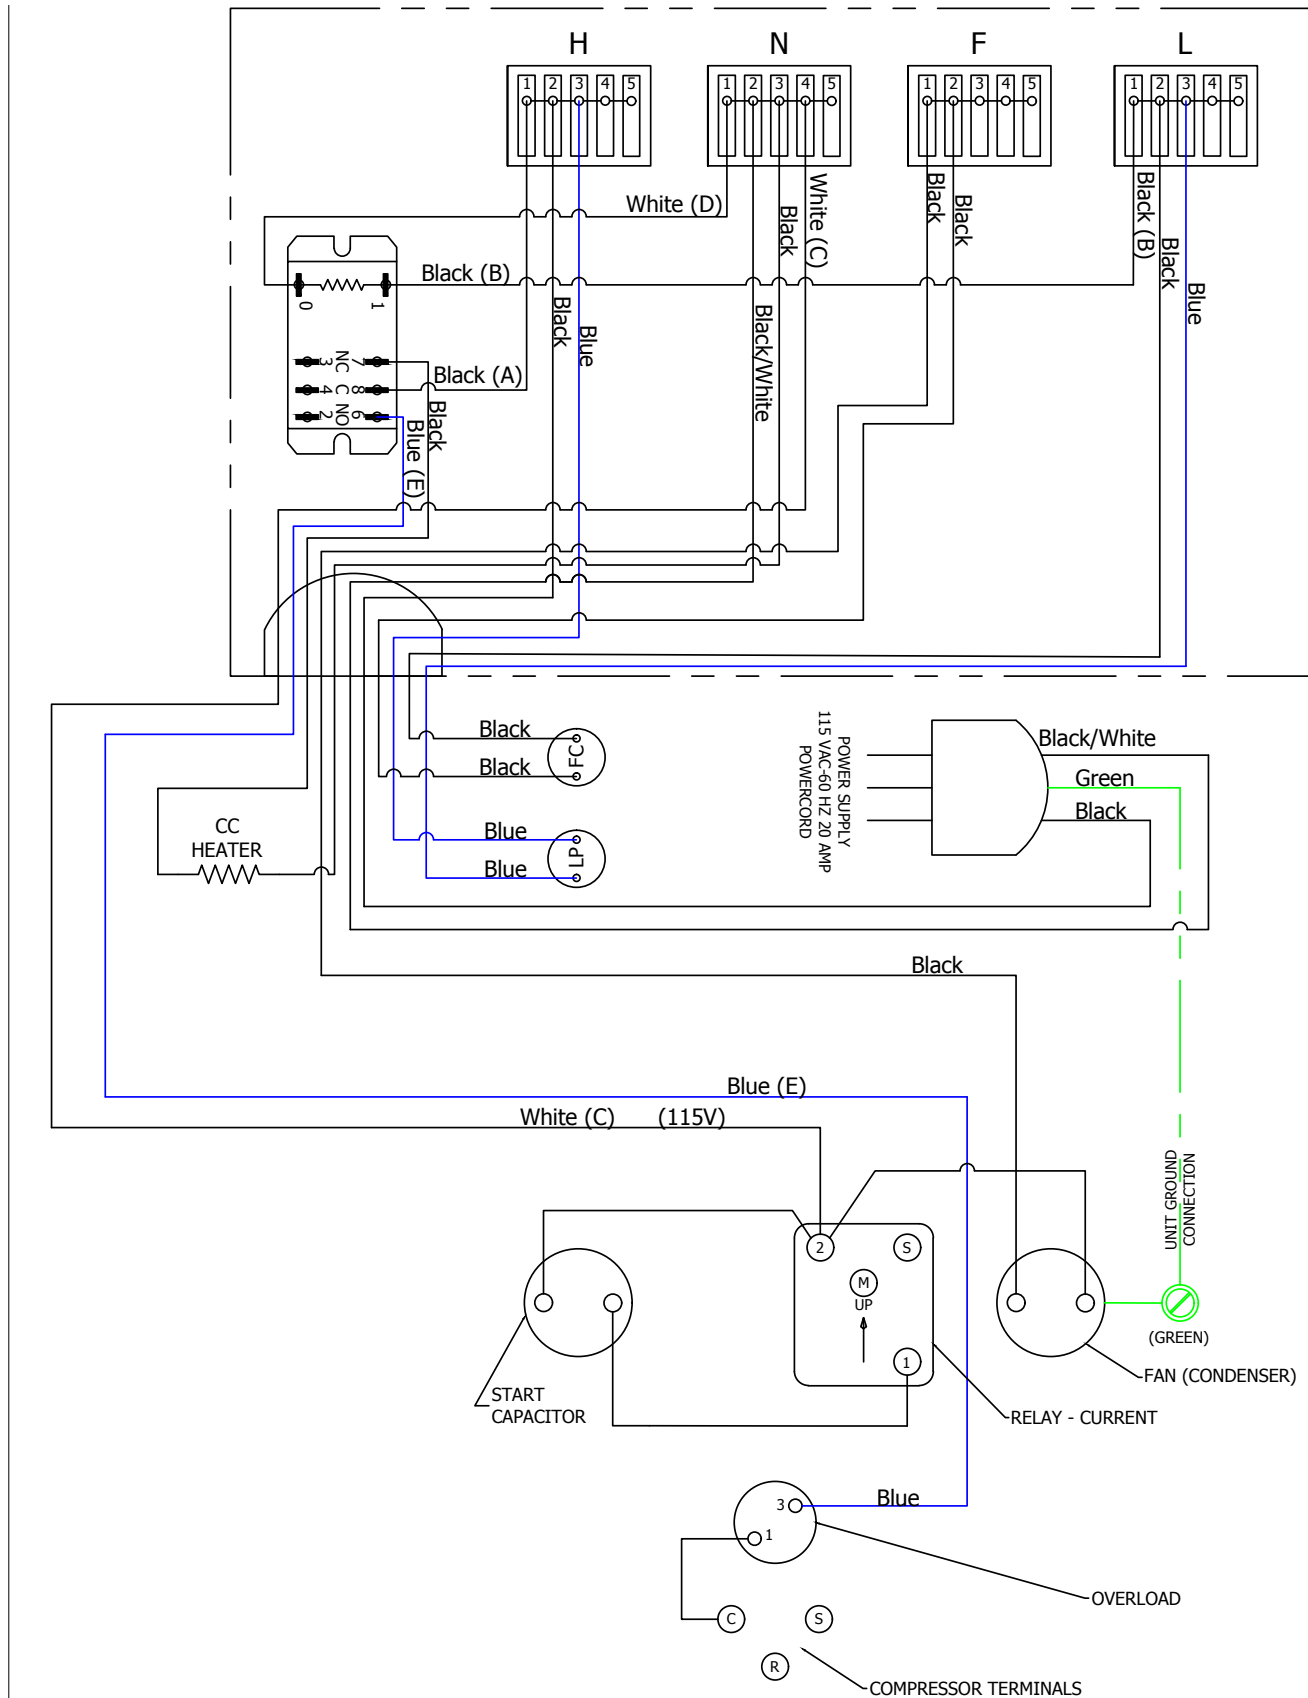 H N F L
1 2 3 4 5
1 2 3 4 5
1 2 3 4 5
1 2 3 4 5
White (D)
Black
Black
Blue
Black/White
Black
White (C)
Black
Black
Black (B)
Black
Blue
Black (B)
0 1
3 NC 7
4 C 8
2 NO 6
Black (A)
Black
Blue (E)
Black
Black
FC
Blue
Blue
LP
CC
HEATER
POWER SUPPLY
115 VAC-60 HZ 20 AMP
POWERCORD
Black/White
Green
Black
Black
Blue (E)
White (C) (115V)
UNIT GROUND
CONNECTION
2 S
M
UP
1
(GREEN)
FAN (CONDENSER)
START
CAPACITOR
RELAY - CURRENT
3
1
Blue
OVERLOAD
C S
R
COMPRESSOR TERMINALS